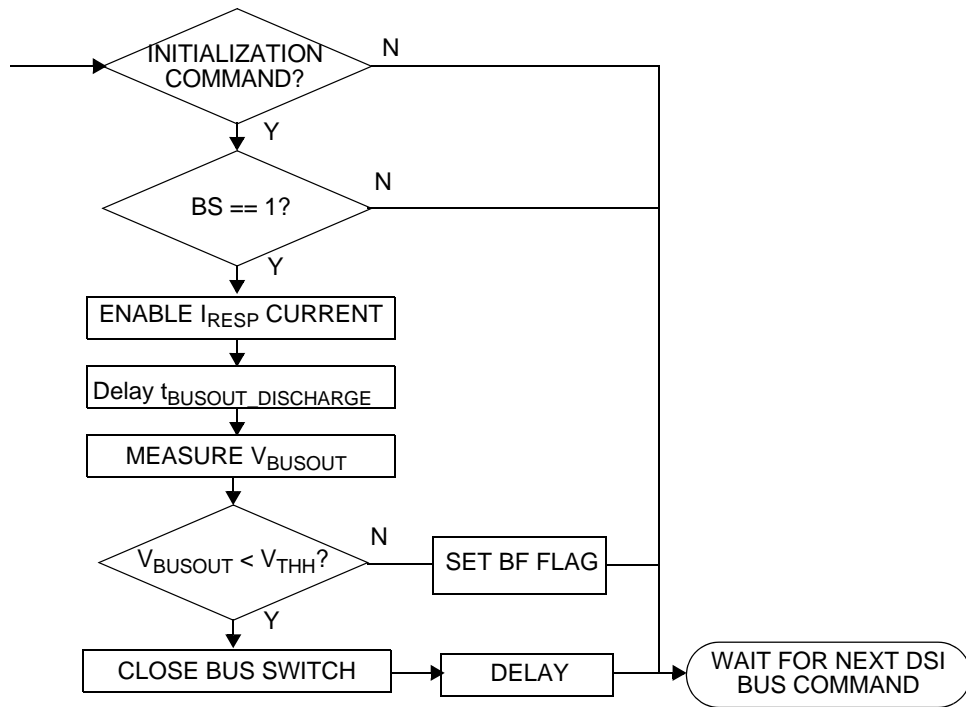 INITIALIZATION
COMMAND?
N
Y
BS == 1?
N
Y
ENABLE IRESP CURRENT
Delay tBUSOUT_DISCHARGE
MEASURE VBUSOUT
VBUSOUT < VTHH?
N
SET BF FLAG
Y
CLOSE BUS SWITCH
DELAY
WAIT FOR NEXT DSI
BUS COMMAND